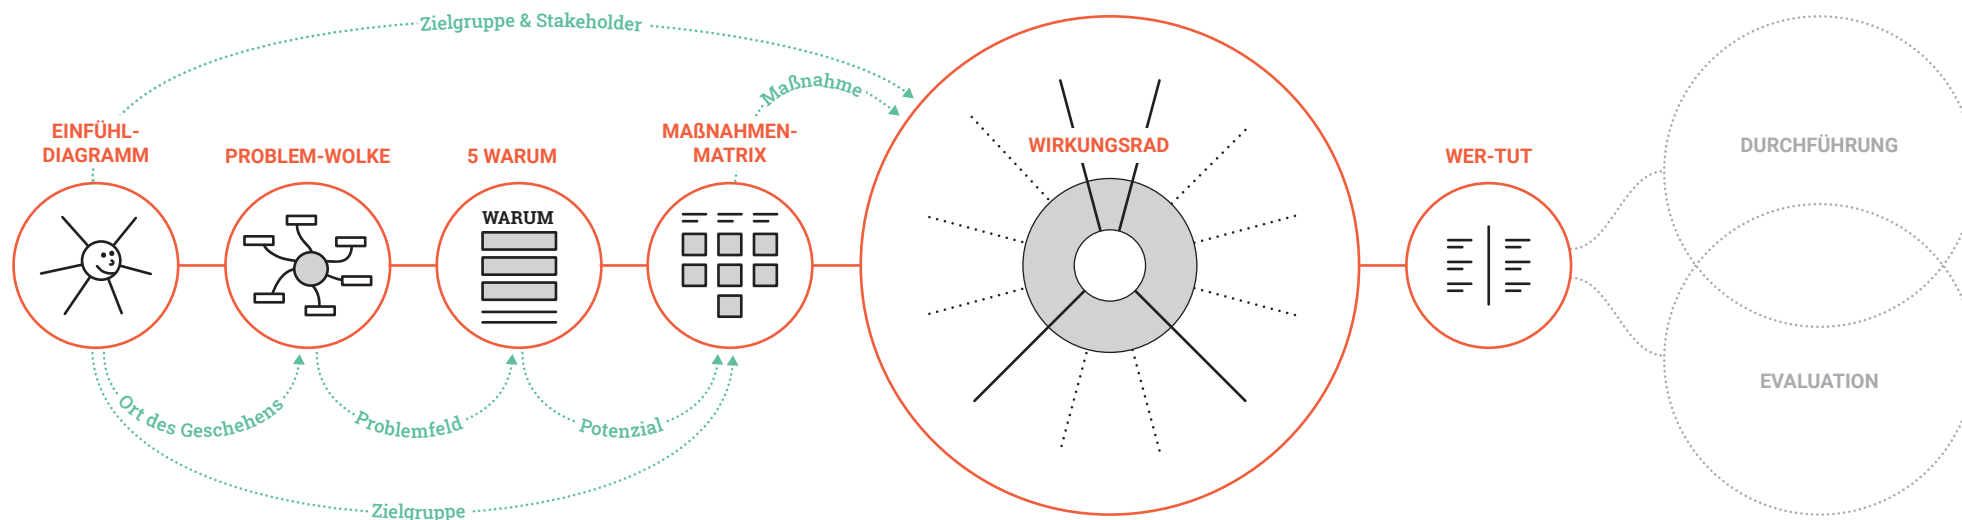 Zielgruppe & Stakeholder
Maßnahme
EINFÜHL-
DIAGRAMM
PROBLEM-WOLKE
5 WARUM
MAßNAHMEN-
MATRIX
WIRKUNGSRAD
WER-TUT
DURCHFÜHRUNG
WARUM
EVALUATION
Ort des Geschehens
Problemfeld
Potenzial
Zielgruppe